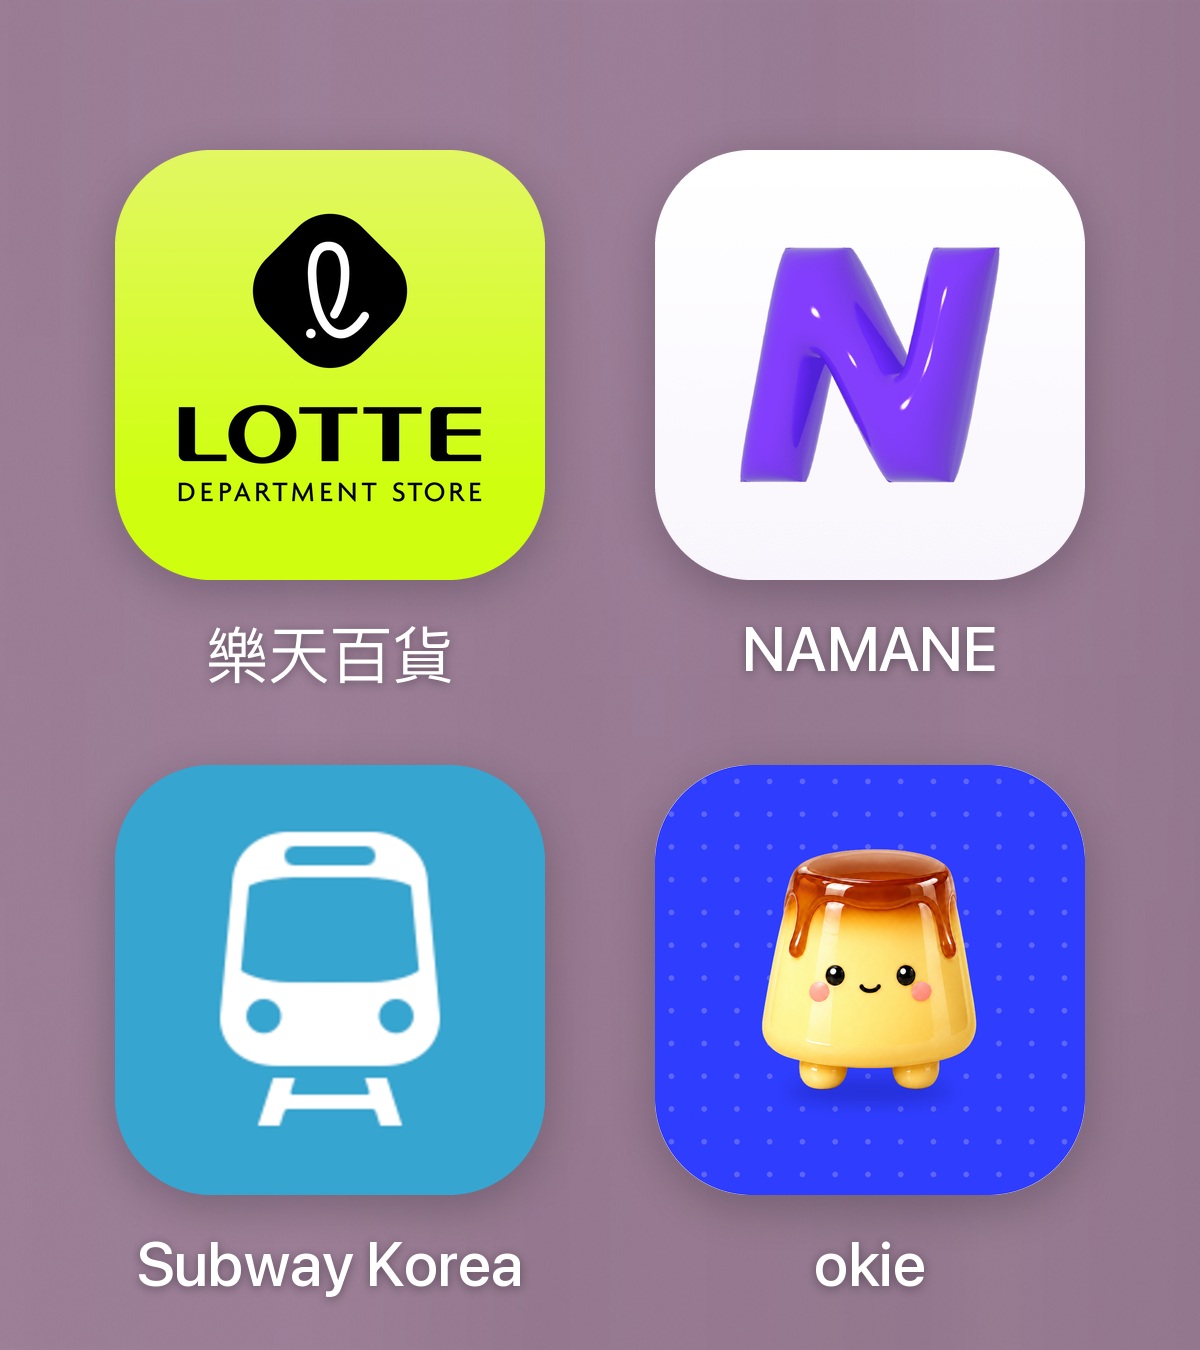 LOTTE
DEPARTMENT STORE
N
樂天百貨
NAMANE
Subway Korea
okie